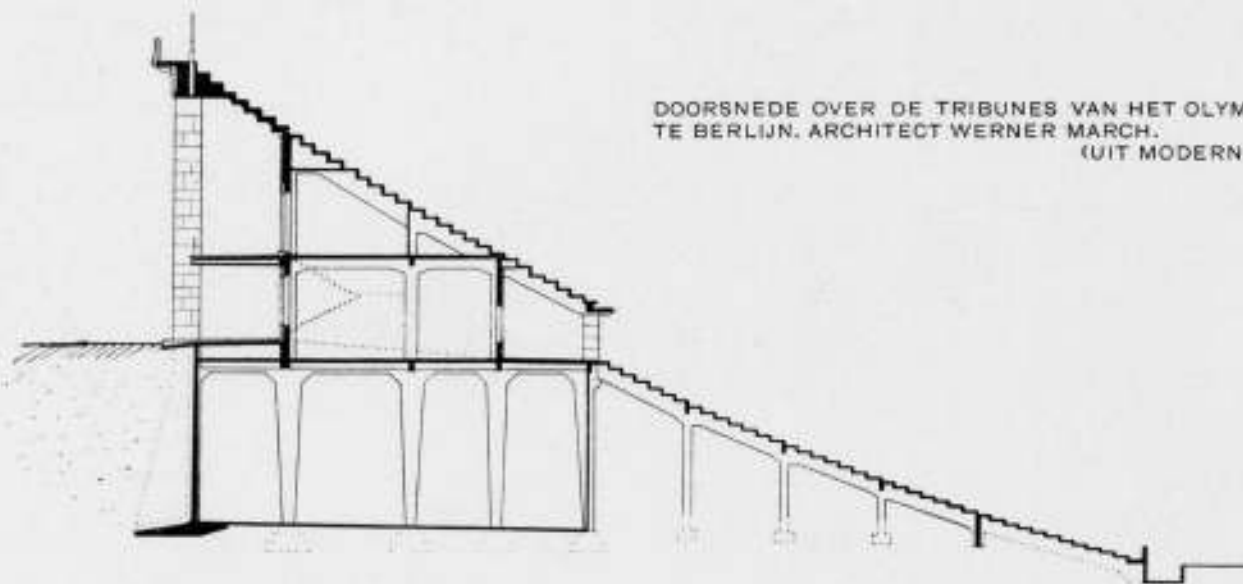 DOORSNEDE OVER DE TRIBUNES VAN HET OLYM
TE BERLIJN. ARCHITECT WERNER MARCH.
(UIT MODERN